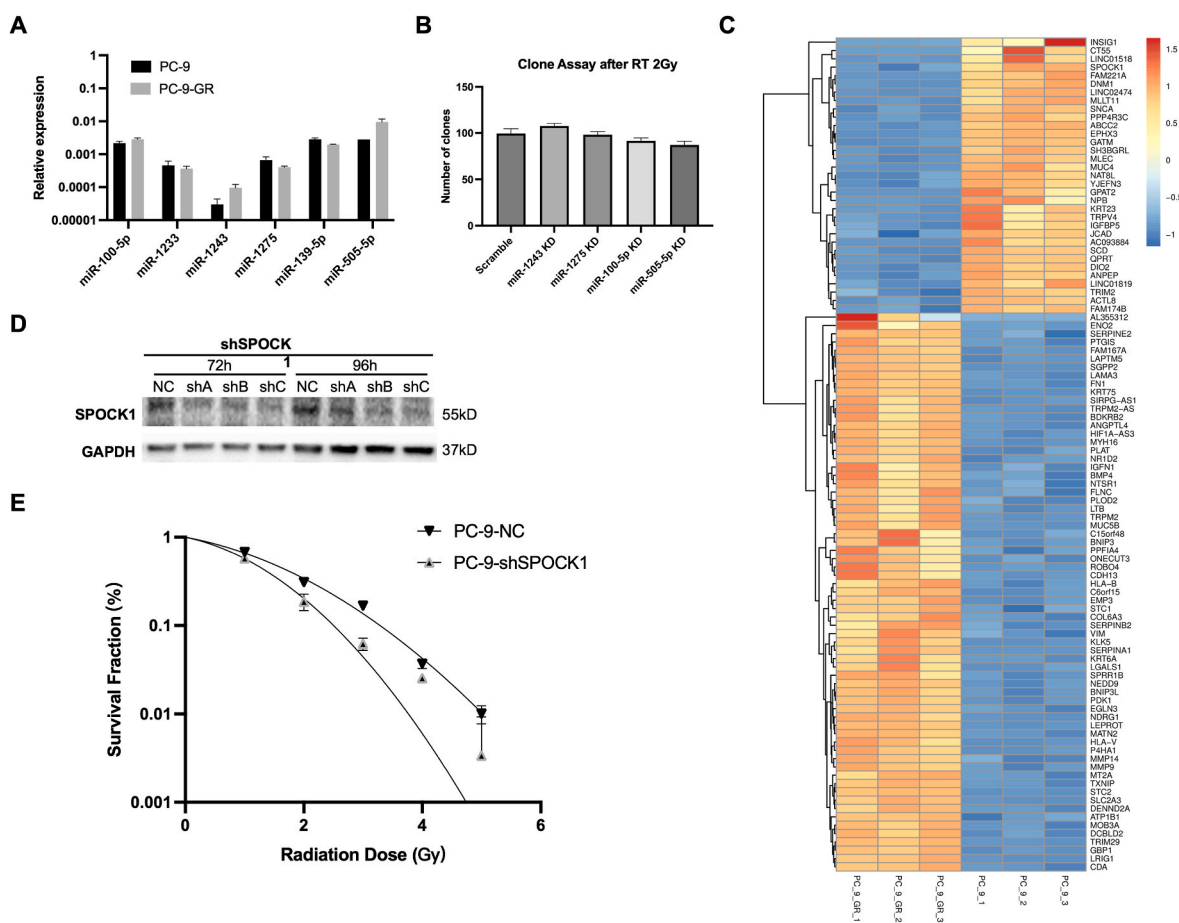 A
1
0.1
0.01
0.001
0.0001
0.00001
Relative expression
PC-9
PC-9-GR
miR-100-5p
miR-1233
miR-1243
miR-1275
miR-139-5p
miR-505-5p
B
Clone Assay after RT 2Gy
150
100
50
0
Number of clones
Scramble
miR-1243 KD
miR-1275 KD
miR-100-5p KD
miR-505-5p KD
C
INSIG1
CT55
LINC01518
SPOCK1
FAM221A
DNM1
LINC02474
MLLT11
SNCA
PPP4R3C
ABCC2
EPHX3
GATM
SH3BGRL
MLEC
MUC4
NAT8L
YJEFN3
GPAT2
NPB
KRT23
TRPV4
IGFBP5
JCAD
AC093884
SCD
QPRT
DIO2
ANPEP
LINC01819
TRIM2
ACTL8
FAM174B
AL355312
ENO2
SERPINE2
PTGIS
FAM167A
LAPTM5
SGPP2
LAMA3
FN1
KRT75
SIRPG-AS1
TRPM2-AS
BDKRB2
ANGPTL4
HIF1A-AS3
MYH16
PLAT
NR1D2
IGFN1
BMP4
NTSR1
FLNC
PLOD2
LTB
TRPM2
MUC5B
C15orf48
BNIP3
PPFIA4
ONECUT3
ROBO4
CDH13
HLA-B
C6orf15
EMP3
STC1
COL6A3
SERPINB2
VIM
KLK5
SERPINA1
KRT6A
LGALS1
SPRR1B
NEDD9
BNIP3L
PDK1
EGLN3
NDRG1
LEPROT
MATN2
HLA-V
P4HA1
MMP14
MMP9
MT2A
TXNIP
STC2
SLC2A3
DENND2A
ATP1B1
MOB3A
DCBLD2
TRIM29
GBP1
LRIG1
CDA
PC_9_GR_1
PC_9_GR_2
PC_9_GR_3
PC_9_1
PC_9_2
PC_9_3
1.5
1
0.5
0
-0.5
-1
D
shSPOCK
1
72h 96h
NC shA shB shC NC shA shB shC
SPOCK1 55kD
GAPDH 37kD
E
PC-9-NC
PC-9-shSPOCK1
1
0.1
0.01
0.001
Survival Fraction (%)
0 2 4 6
Radiation Dose (Gy)